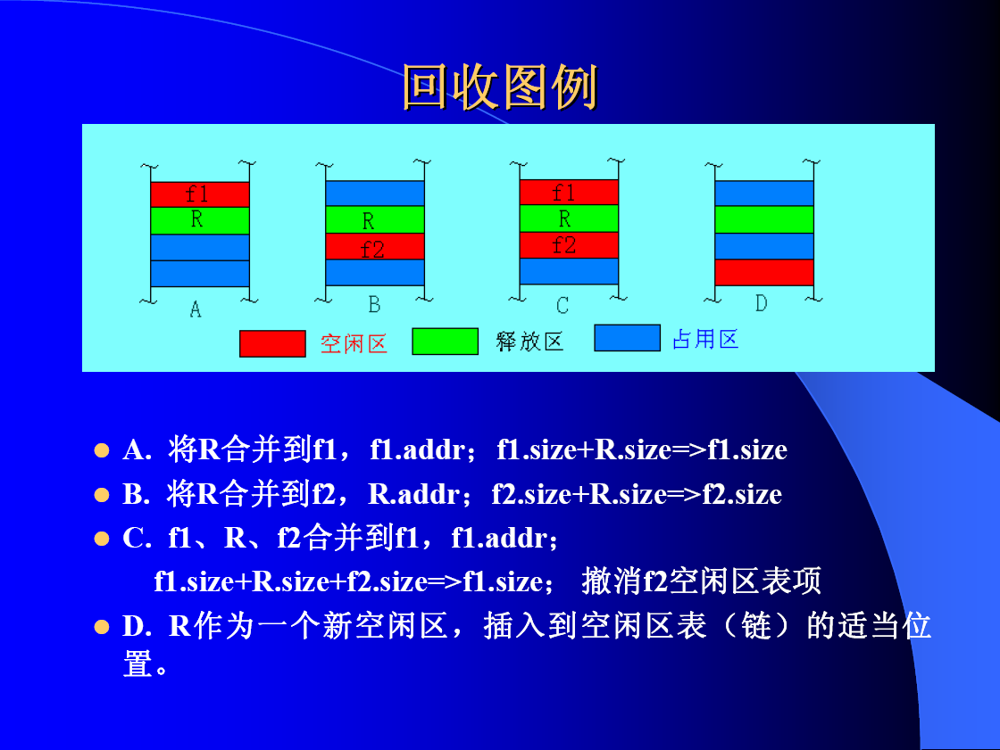 回收图例
f1 f1
R R R
f2 f2
A B C D
空闲区 释放区 占用区
A. 将R合并到f1，f1.addr；f1.size+R.size=>f1.size
B. 将R合并到f2，R.addr；f2.size+R.size=>f2.size
C. f1、R、f2合并到f1，f1.addr；
f1.size+R.size+f2.size=>f1.size； 撤消f2空闲区表项
D. R作为一个新空闲区，插入到空闲区表（链）的适当位
置。